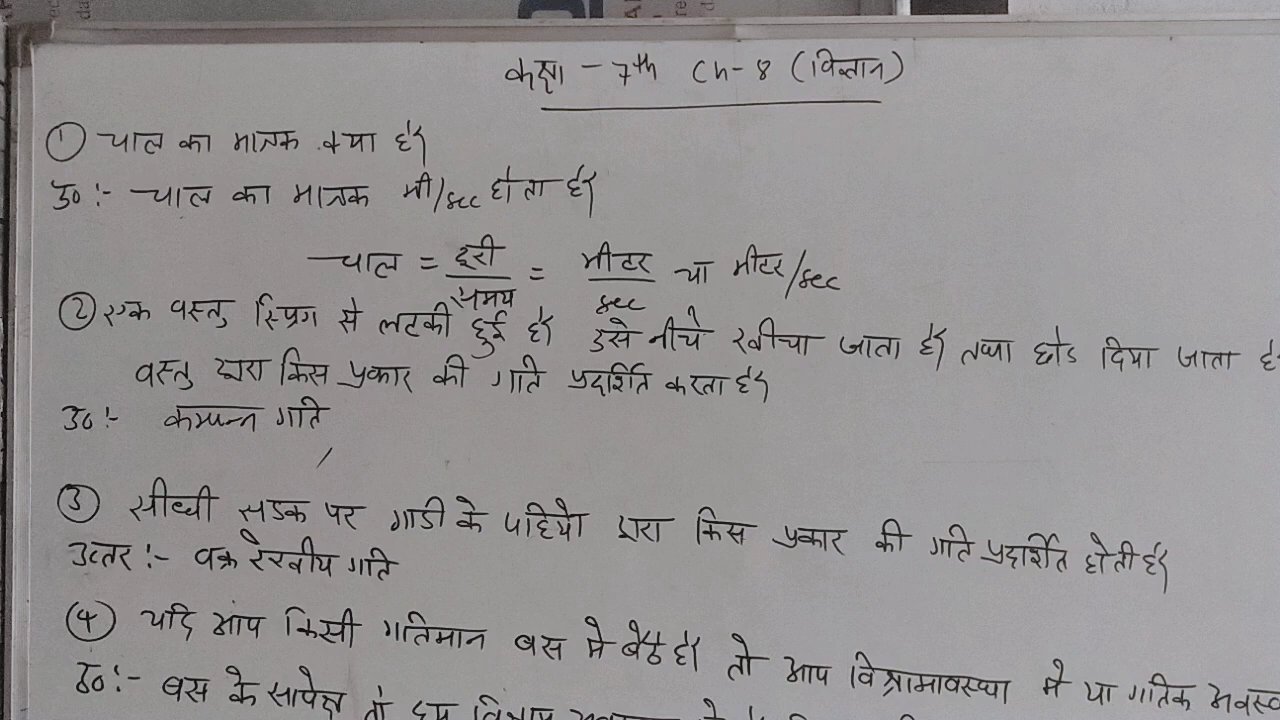 कक्षा - 7th Ch-8 (विज्ञान)
① चाल का मात्रक क्या है।
उ० :- चाल का मात्रक मी/sec होता है।
चाल = दूरी/समय = मीटर/sec या मीटर/sec
② एक वस्तु स्प्रिंग से लटकी हुई है। उसे नीचे खींचा जाता है। तथा छोड दिया जाता है
वस्तु द्वारा किस प्रकार की गति प्रदर्शित करता है।
उ० :- कम्पन्न गति
③ सीधी सडक पर गाडी के पहियो द्वारा किस प्रकार की गति प्रदर्शित होती है।
उत्तर :- वक्र रेखीय गति
④ यदि आप किसी गतिमान बस मे बैठे है। तो आप विश्रामावस्था मे या गतिक
उ० :- बस के सापेक्ष तो हम